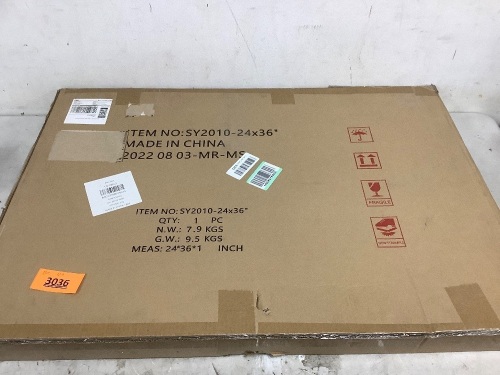 ITEM NO:SY2010-24x36"
MADE IN CHINA
2022 08 03-MR-MS
ITEM NO:SY2010-24x36"
QTY: 1 PC
N.W.: 7.9 KGS
G.W.: 9.5 KGS
MEAS: 24*36*1 INCH
FRAGILE
3036